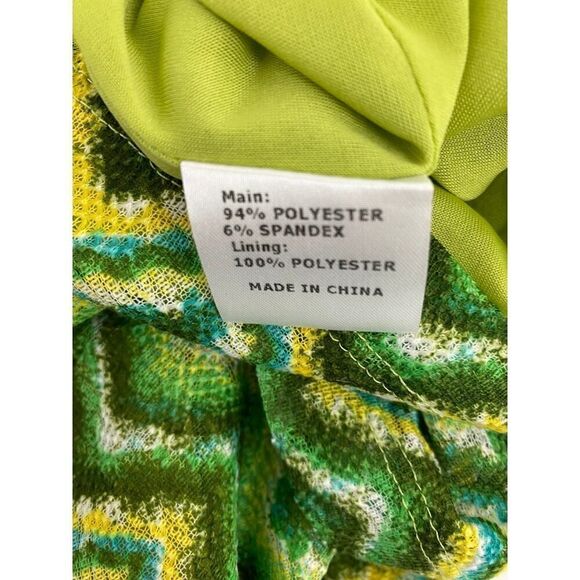 Main:
94% POLYESTER
6% SPANDEX
Lining:
100% POLYESTER
MADE IN CHINA